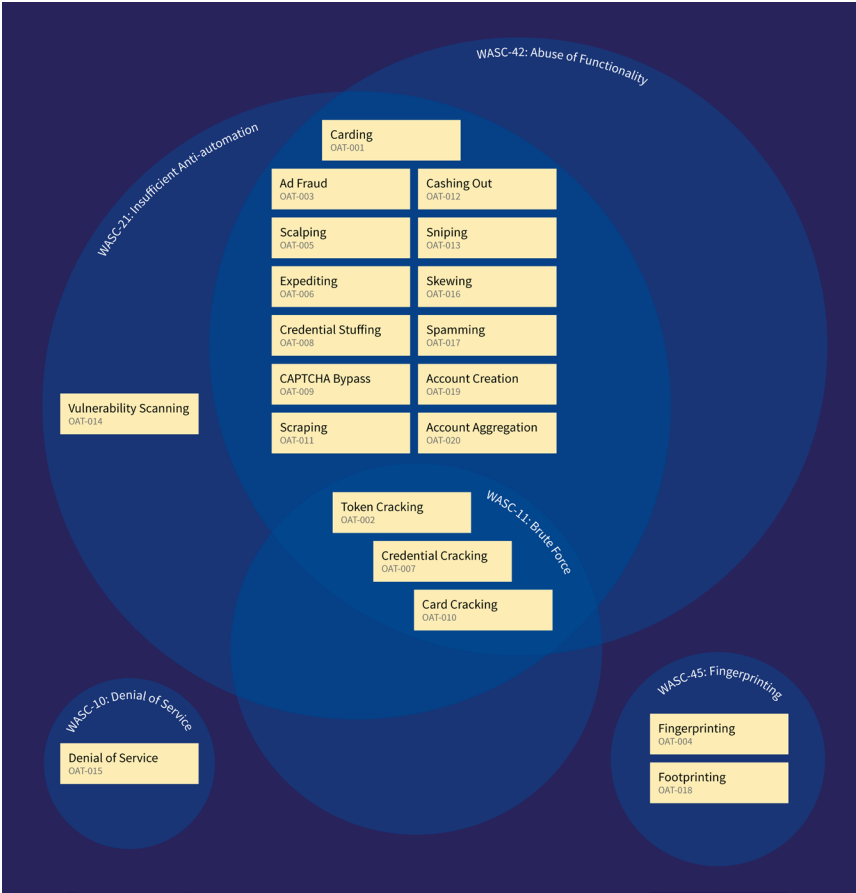 WASC-42: Abuse of Functionality
WASC-21: Insufficient Anti-automation
Carding
OAT-001
Ad Fraud
OAT-003
Cashing Out
OAT-012
Scalping
OAT-005
Sniping
OAT-013
Expediting
OAT-006
Skewing
OAT-016
Credential Stuffing
OAT-008
Spamming
OAT-017
CAPTCHA Bypass
OAT-009
Account Creation
OAT-019
Scraping
OAT-011
Account Aggregation
OAT-020
Vulnerability Scanning
OAT-014
WASC-11: Brute Force
Token Cracking
OAT-002
Credential Cracking
OAT-007
Card Cracking
OAT-010
WASC-10: Denial of Service
Denial of Service
OAT-015
WASC-45: Fingerprinting
Fingerprinting
OAT-004
Footprinting
OAT-018